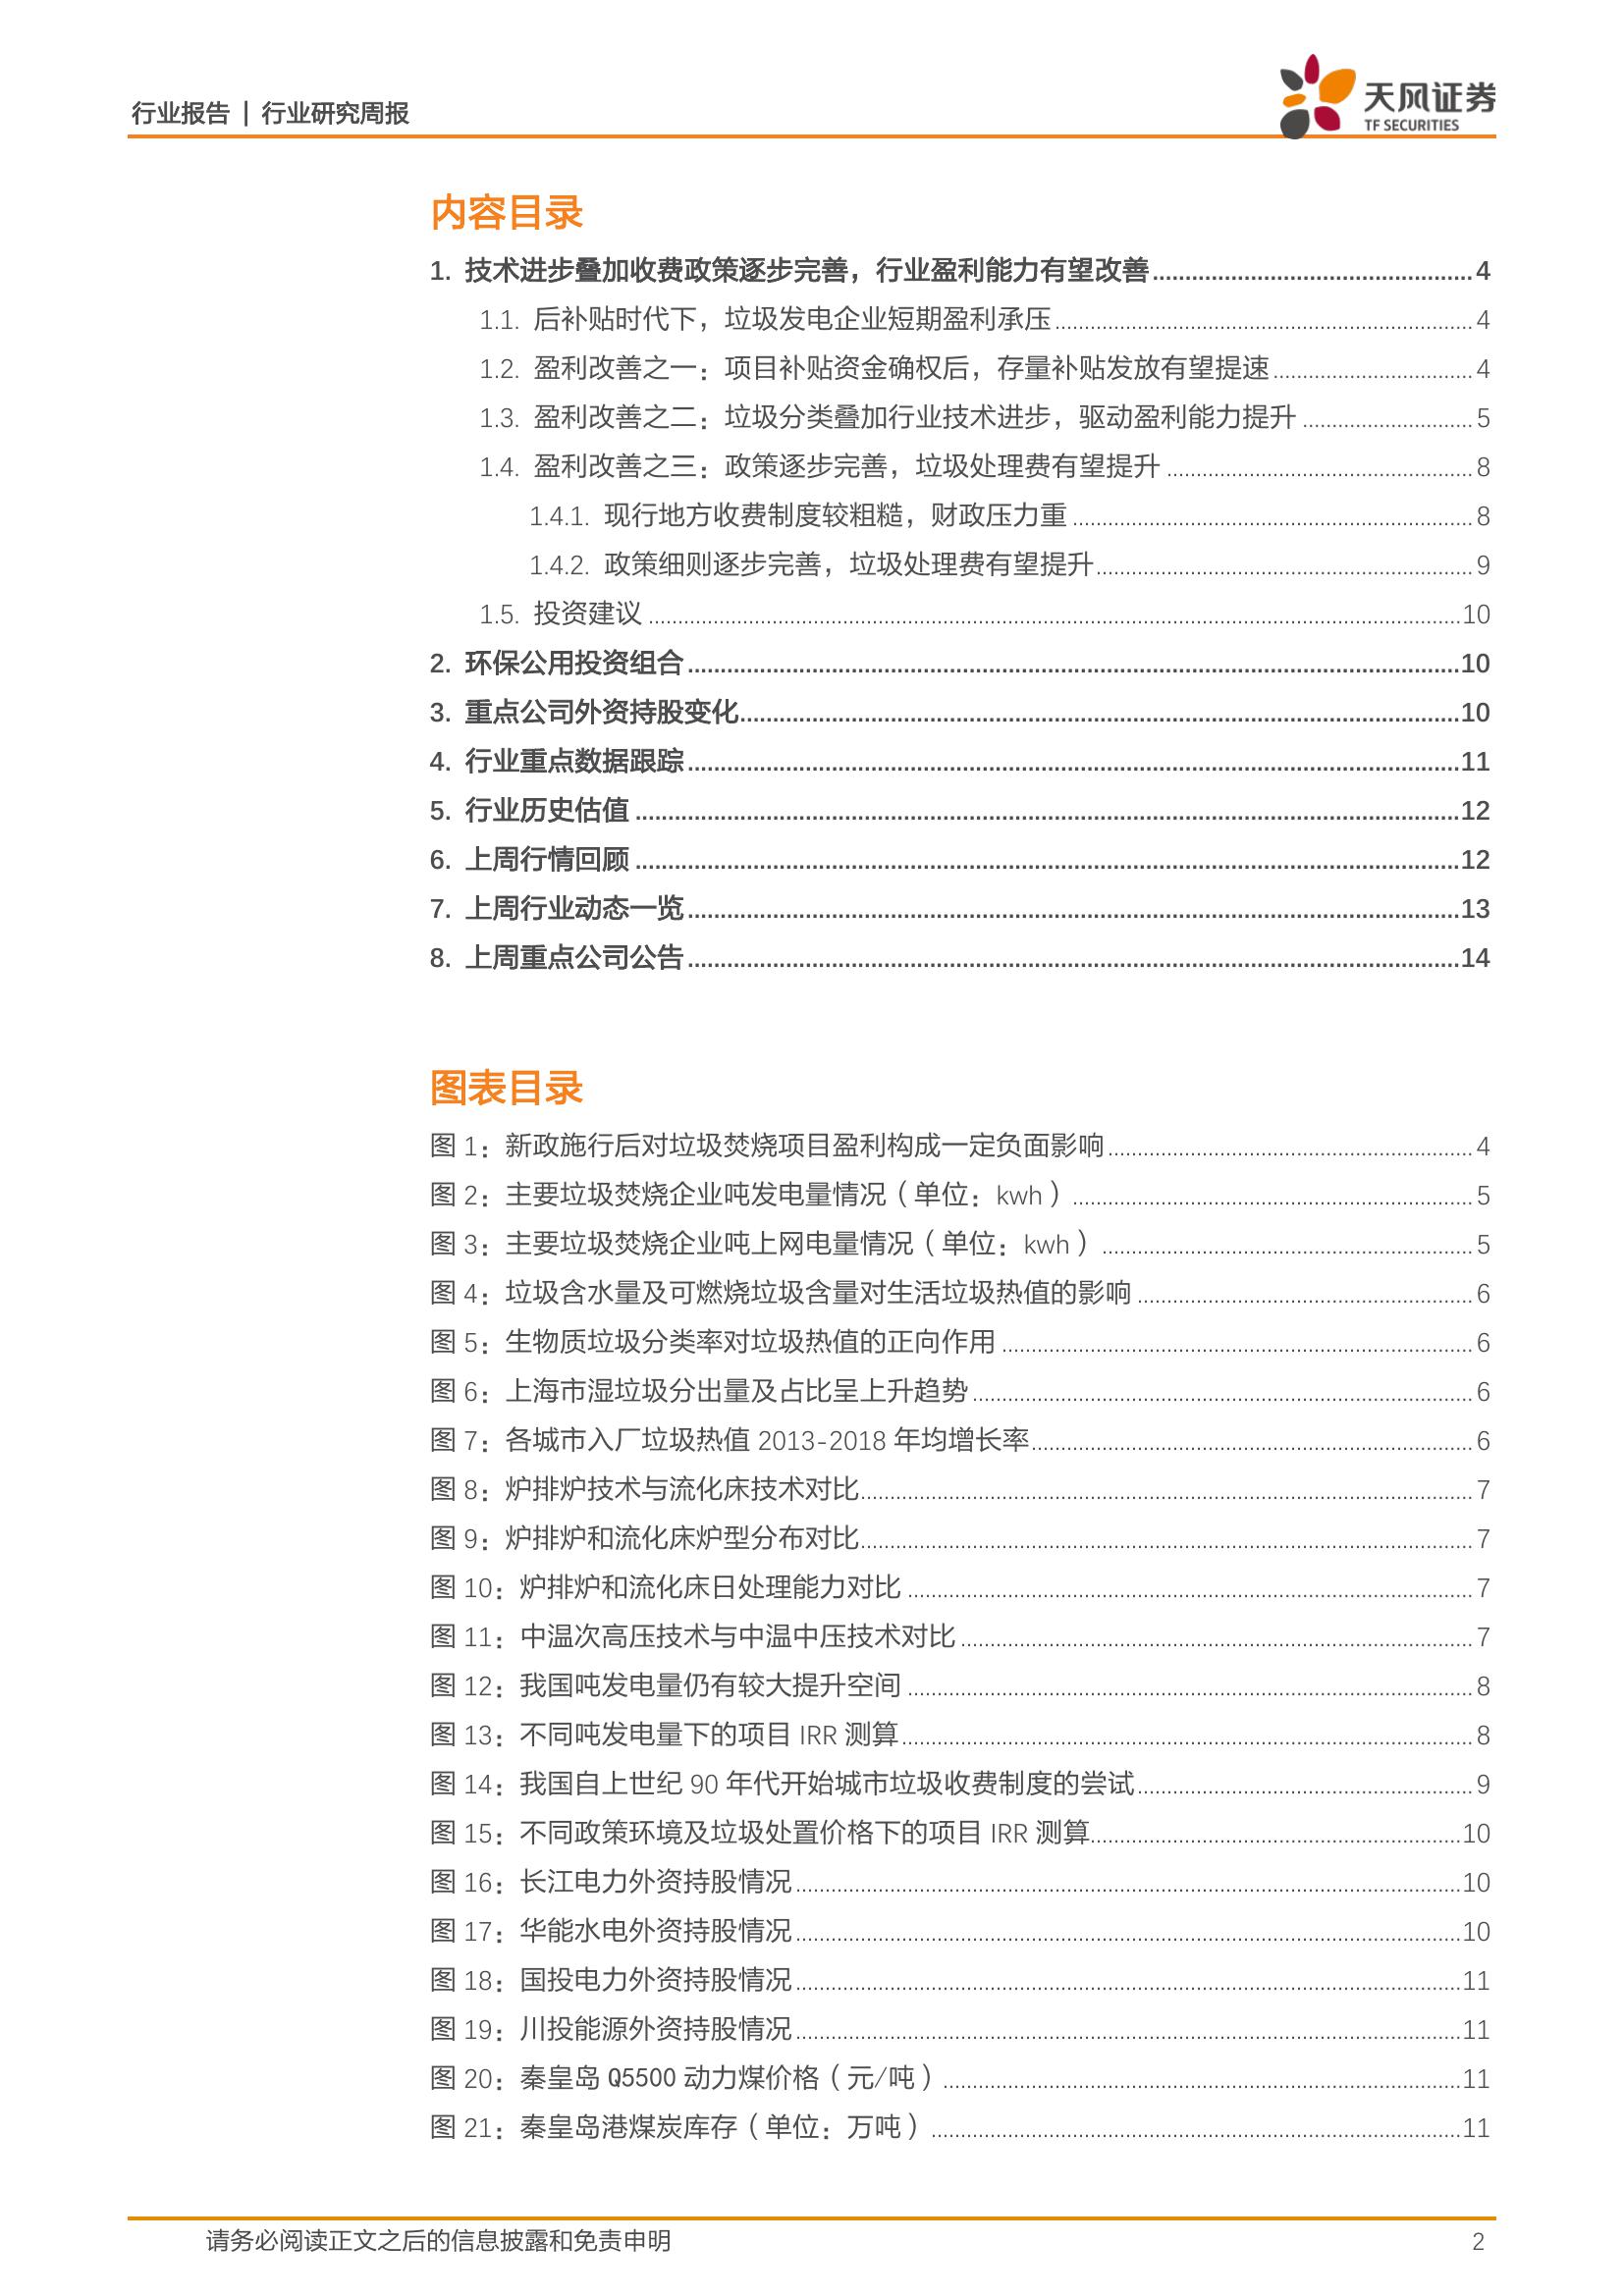 行业报告 | 行业研究周报
天风证券
TF SECURITIES
内容目录
1. 技术进步叠加收费政策逐步完善，行业盈利能力有望改善 4
1.1. 后补贴时代下，垃圾发电企业短期盈利承压 4
1.2. 盈利改善之一：项目补贴资金确权后，存量补贴发放有望提速 4
1.3. 盈利改善之二：垃圾分类叠加行业技术进步，驱动盈利能力提升 5
1.4. 盈利改善之三：政策逐步完善，垃圾处理费有望提升 8
1.4.1. 现行地方收费制度较粗糙，财政压力重 8
1.4.2. 政策细则逐步完善，垃圾处理费有望提升 9
1.5. 投资建议 10
2. 环保公用投资组合 10
3. 重点公司外资持股变化 10
4. 行业重点数据跟踪 11
5. 行业历史估值 12
6. 上周行情回顾 12
7. 上周行业动态一览 13
8. 上周重点公司公告 14
图表目录
图 1：新政施行后对垃圾焚烧项目盈利构成一定负面影响 4
图 2：主要垃圾焚烧企业吨发电量情况（单位：kwh） 5
图 3：主要垃圾焚烧企业吨上网电量情况（单位：kwh） 5
图 4：垃圾含水量及可燃烧垃圾含量对生活垃圾热值的影响 6
图 5：生物质垃圾分类率对垃圾热值的正向作用 6
图 6：上海市湿垃圾分出量及占比呈上升趋势 6
图 7：各城市入厂垃圾热值 2013-2018 年均增长率 6
图 8：炉排炉技术与流化床技术对比 7
图 9：炉排炉和流化床炉型分布对比 7
图 10：炉排炉和流化床日处理能力对比 7
图 11：中温次高压技术与中温中压技术对比 7
图 12：我国吨发电量仍有较大提升空间 8
图 13：不同吨发电量下的项目 IRR 测算 8
图 14：我国自上世纪 90 年代开始城市垃圾收费制度的尝试 9
图 15：不同政策环境及垃圾处置价格下的项目 IRR 测算 10
图 16：长江电力外资持股情况 10
图 17：华能水电外资持股情况 10
图 18：国投电力外资持股情况 11
图 19：川投能源外资持股情况 11
图 20：秦皇岛 Q5500 动力煤价格（元/吨） 11
图 21：秦皇岛港煤炭库存（单位：万吨） 11
请务必阅读正文之后的信息披露和免责申明 2